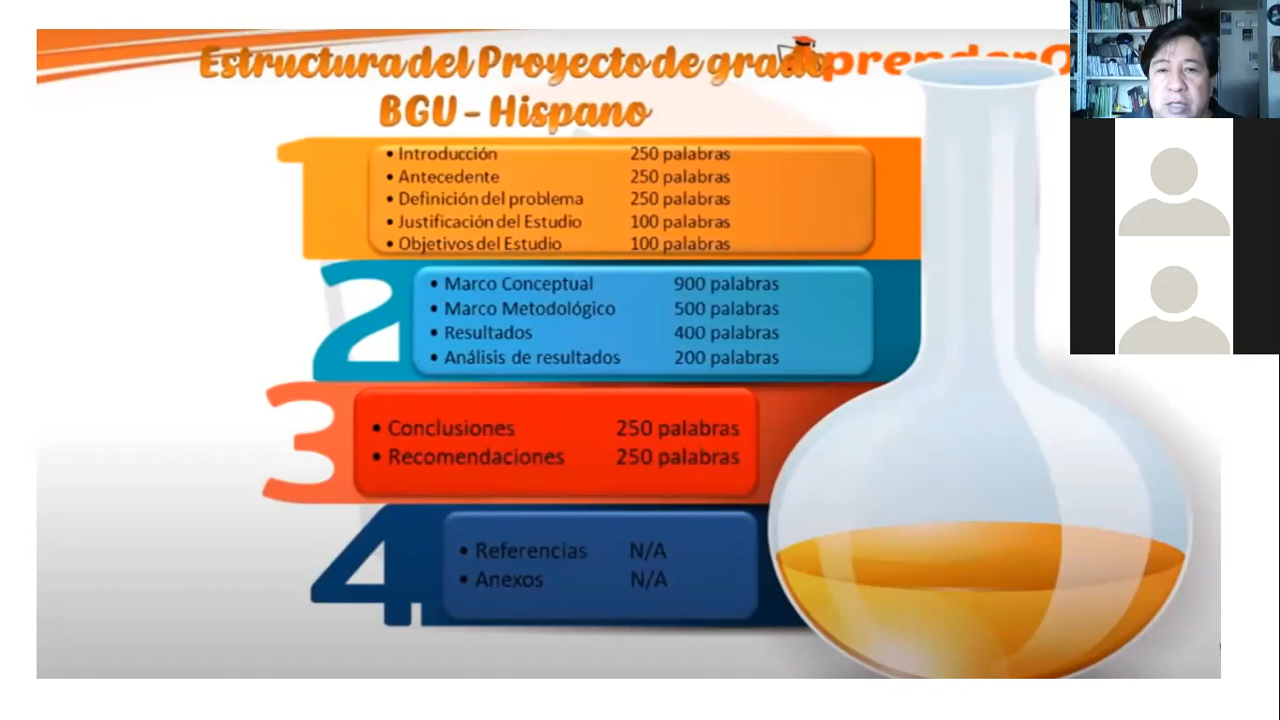 Estructura del Proyecto de grado
BGU - Hispano
1
• Introducción 250 palabras
• Antecedente 250 palabras
• Definición del problema 250 palabras
• Justificación del Estudio 100 palabras
• Objetivos del Estudio 100 palabras
2
• Marco Conceptual 900 palabras
• Marco Metodológico 500 palabras
• Resultados 400 palabras
• Análisis de resultados 200 palabras
3
• Conclusiones 250 palabras
• Recomendaciones 250 palabras
4
• Referencias N/A
• Anexos N/A